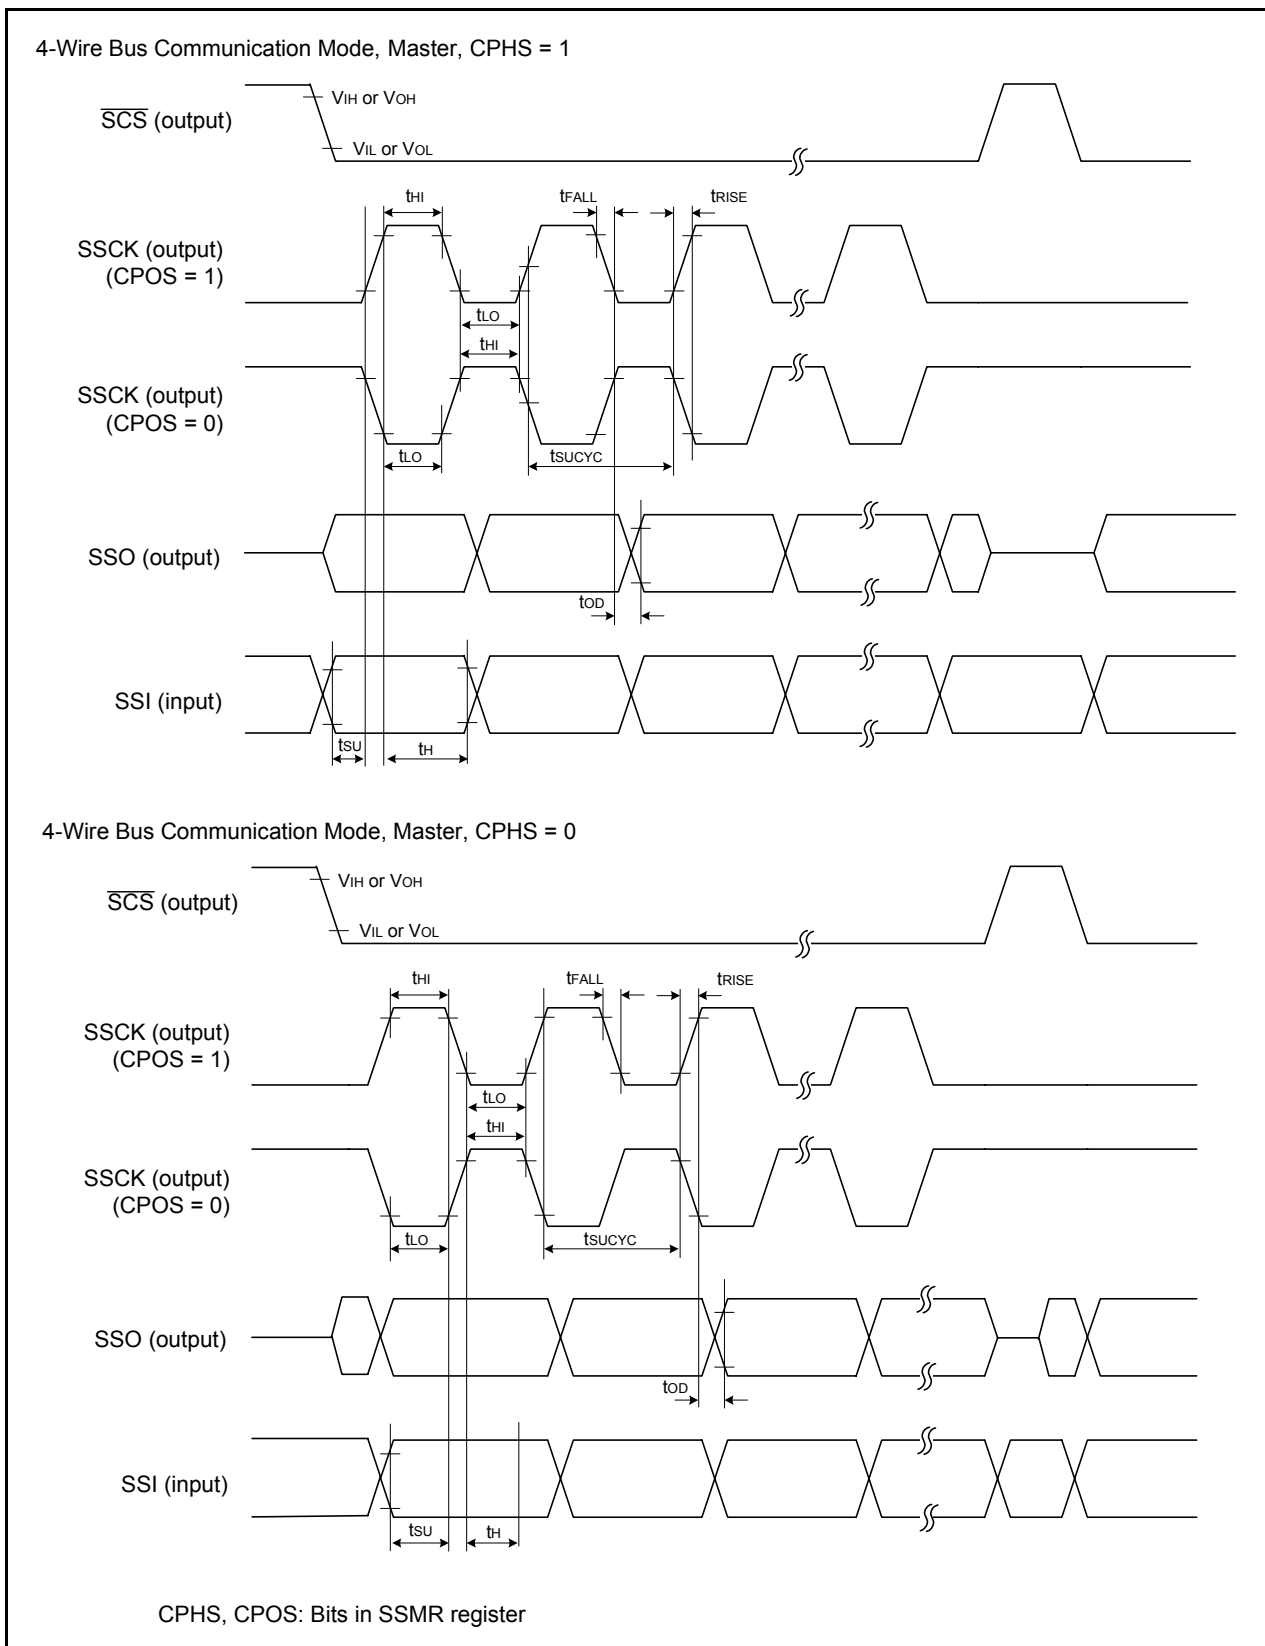 4-Wire Bus Communication Mode, Master, CPHS = 1
VIH or VOH
SCS (output)
VIL or VOL
tHI
tFALL
tRISE
SSCK (output)
(CPOS = 1)
tLO
tHI
SSCK (output)
(CPOS = 0)
tLO
tSUCYC
SSO (output)
tOD
SSI (input)
tSU
tH
4-Wire Bus Communication Mode, Master, CPHS = 0
VIH or VOH
SCS (output)
VIL or VOL
tHI
tFALL
tRISE
SSCK (output)
(CPOS = 1)
tLO
tHI
SSCK (output)
(CPOS = 0)
tLO
tSUCYC
SSO (output)
tOD
SSI (input)
tSU
tH
CPHS, CPOS: Bits in SSMR register